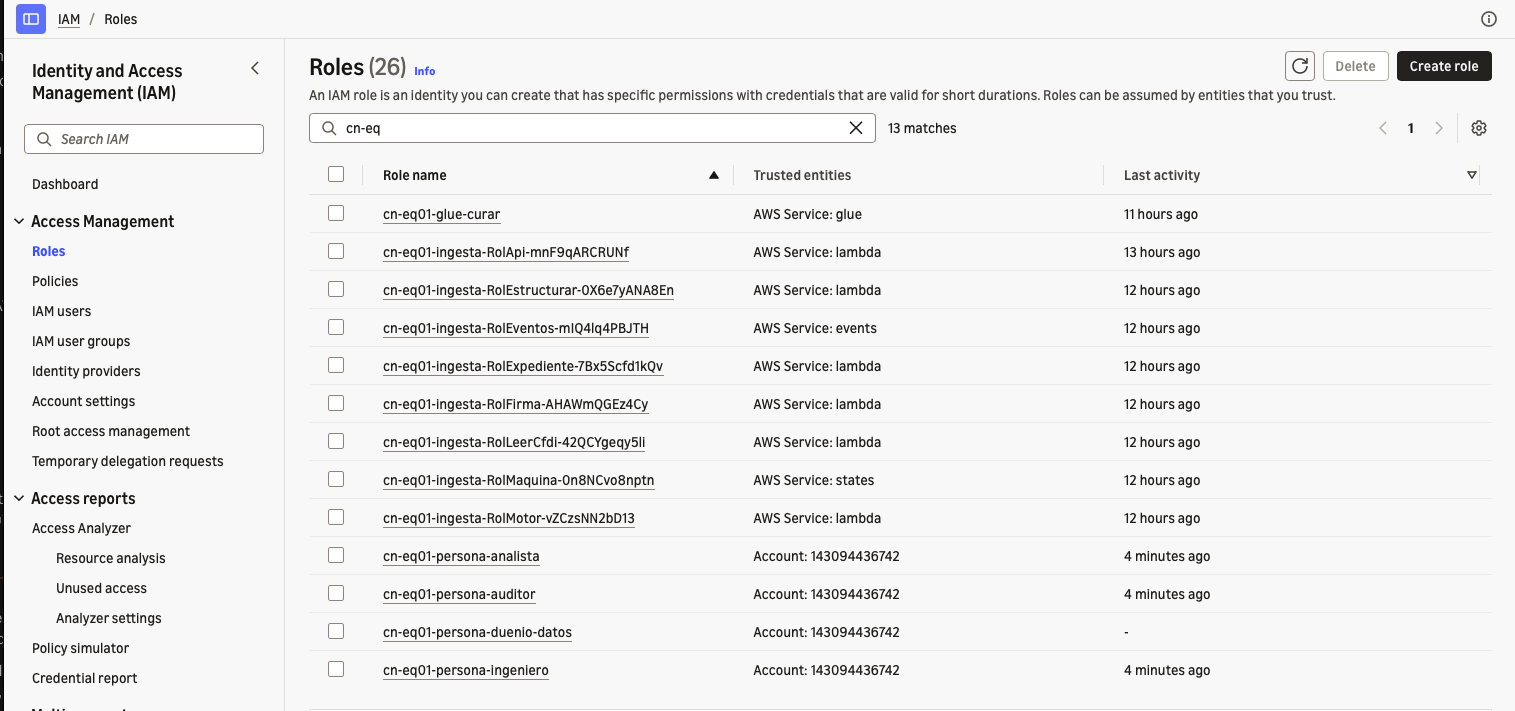 IAM / Roles
Identity and Access
Management (IAM)
Search IAM
Dashboard
Access Management
Roles
Policies
IAM users
IAM user groups
Identity providers
Account settings
Root access management
Temporary delegation requests
Access reports
Access Analyzer
Resource analysis
Unused access
Analyzer settings
Policy simulator
Credential report
Roles (26) Info
Delete
Create role
An IAM role is an identity you can create that has specific permissions with credentials that are valid for short durations. Roles can be assumed by entities that you trust.
cn-eq
13 matches
1
Role name Trusted entities Last activity
cn-eq01-glue-curar AWS Service: glue 11 hours ago
cn-eq01-ingesta-RolApi-mnF9qARCRUNf AWS Service: lambda 13 hours ago
cn-eq01-ingesta-RolEstructurar-0X6e7yANA8En AWS Service: lambda 12 hours ago
cn-eq01-ingesta-RolEventos-mlQ4lq4PBJTH AWS Service: events 12 hours ago
cn-eq01-ingesta-RolExpediente-7Bx5Scfd1kQv AWS Service: lambda 12 hours ago
cn-eq01-ingesta-RolFirma-AHAWmQGEz4Cy AWS Service: lambda 12 hours ago
cn-eq01-ingesta-RolLeerCfdi-42QCYgeqy5li AWS Service: lambda 12 hours ago
cn-eq01-ingesta-RolMaquina-0n8NCvo8nptn AWS Service: states 12 hours ago
cn-eq01-ingesta-RolMotor-vZCzsNN2bD13 AWS Service: lambda 12 hours ago
cn-eq01-persona-analista Account: 143094436742 4 minutes ago
cn-eq01-persona-auditor Account: 143094436742 4 minutes ago
cn-eq01-persona-duenio-datos Account: 143094436742 -
cn-eq01-persona-ingeniero Account: 143094436742 4 minutes ago